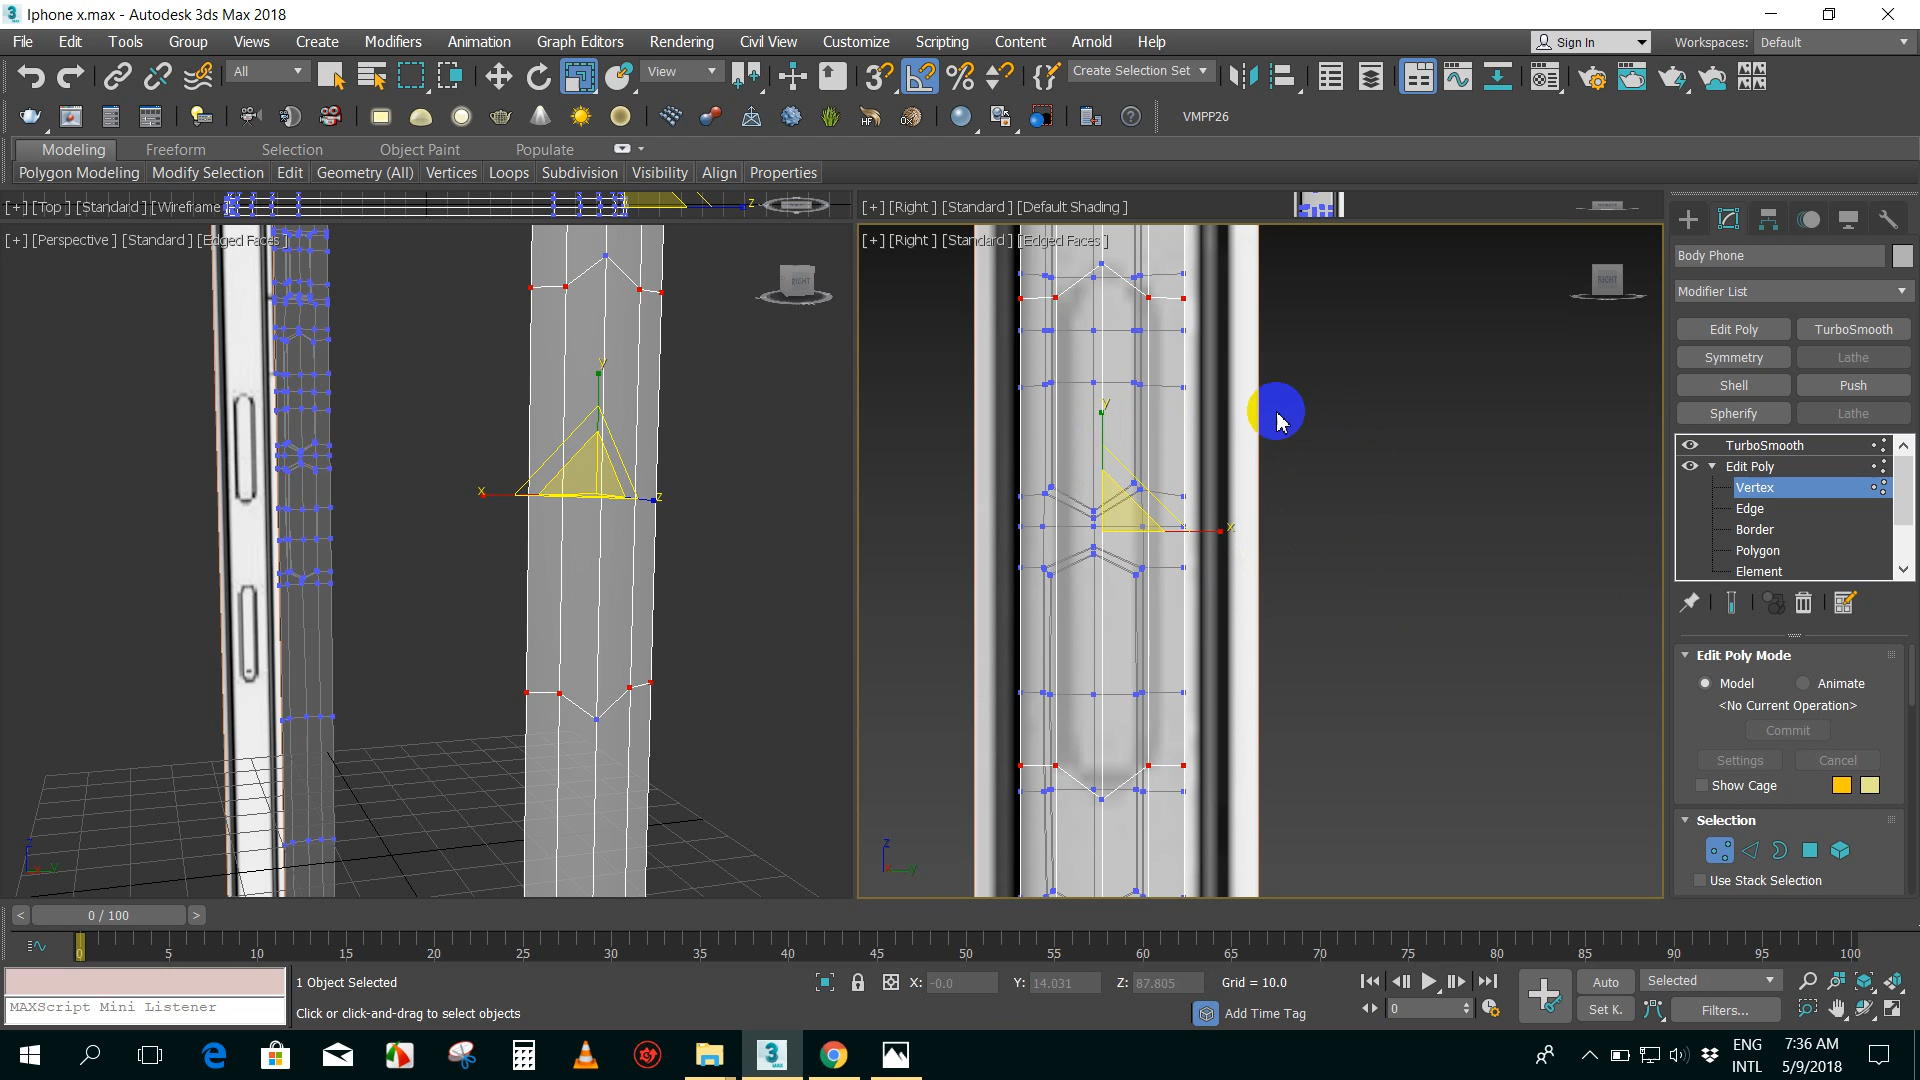 Iphone x.max - Autodesk 3ds Max 2018
File Edit Tools Group Views Create Modifiers Animation Graph Editors Rendering Civil View Customize Scripting Content Arnold Help
Sign In Workspaces: Default
All View Create Selection Set
VMPP26
Modeling Freeform Selection Object Paint Populate
Polygon Modeling Modify Selection Edit Geometry (All) Vertices Loops Subdivision Visibility Align Properties
[+] [Top ] [Standard ] [Wireframe ]
z
[+] [Right ] [Standard ] [Default Shading ]
[+] [Perspective ] [Standard ] [Edged Faces ]
[+] [Right ] [Standard ] [Edged Faces ]
RIGHT
Body Phone
Modifier List
Edit Poly TurboSmooth
Symmetry Lathe
Shell Push
Spherify Lathe
TurboSmooth
Edit Poly
Vertex
Edge
Border
Polygon
Element
y
x z
y
x
Edit Poly Mode
Model Animate
<No Current Operation>
Commit
Settings Cancel
Show Cage
Selection
Use Stack Selection
z
x y
z
x y
< 0 / 100 >
0 5 10 15 20 25 30 35 40 45 50 55 60 65 70 75 80 85 90 95 100
1 Object Selected
X: -0.0 Y: 14.031 Z: 87.805 Grid = 10.0
Auto Selected
MAXScript Mini Listener
Click or click-and-drag to select objects
Add Time Tag
0
Set K. Filters...
ENG
INTL
7:36 AM
5/9/2018